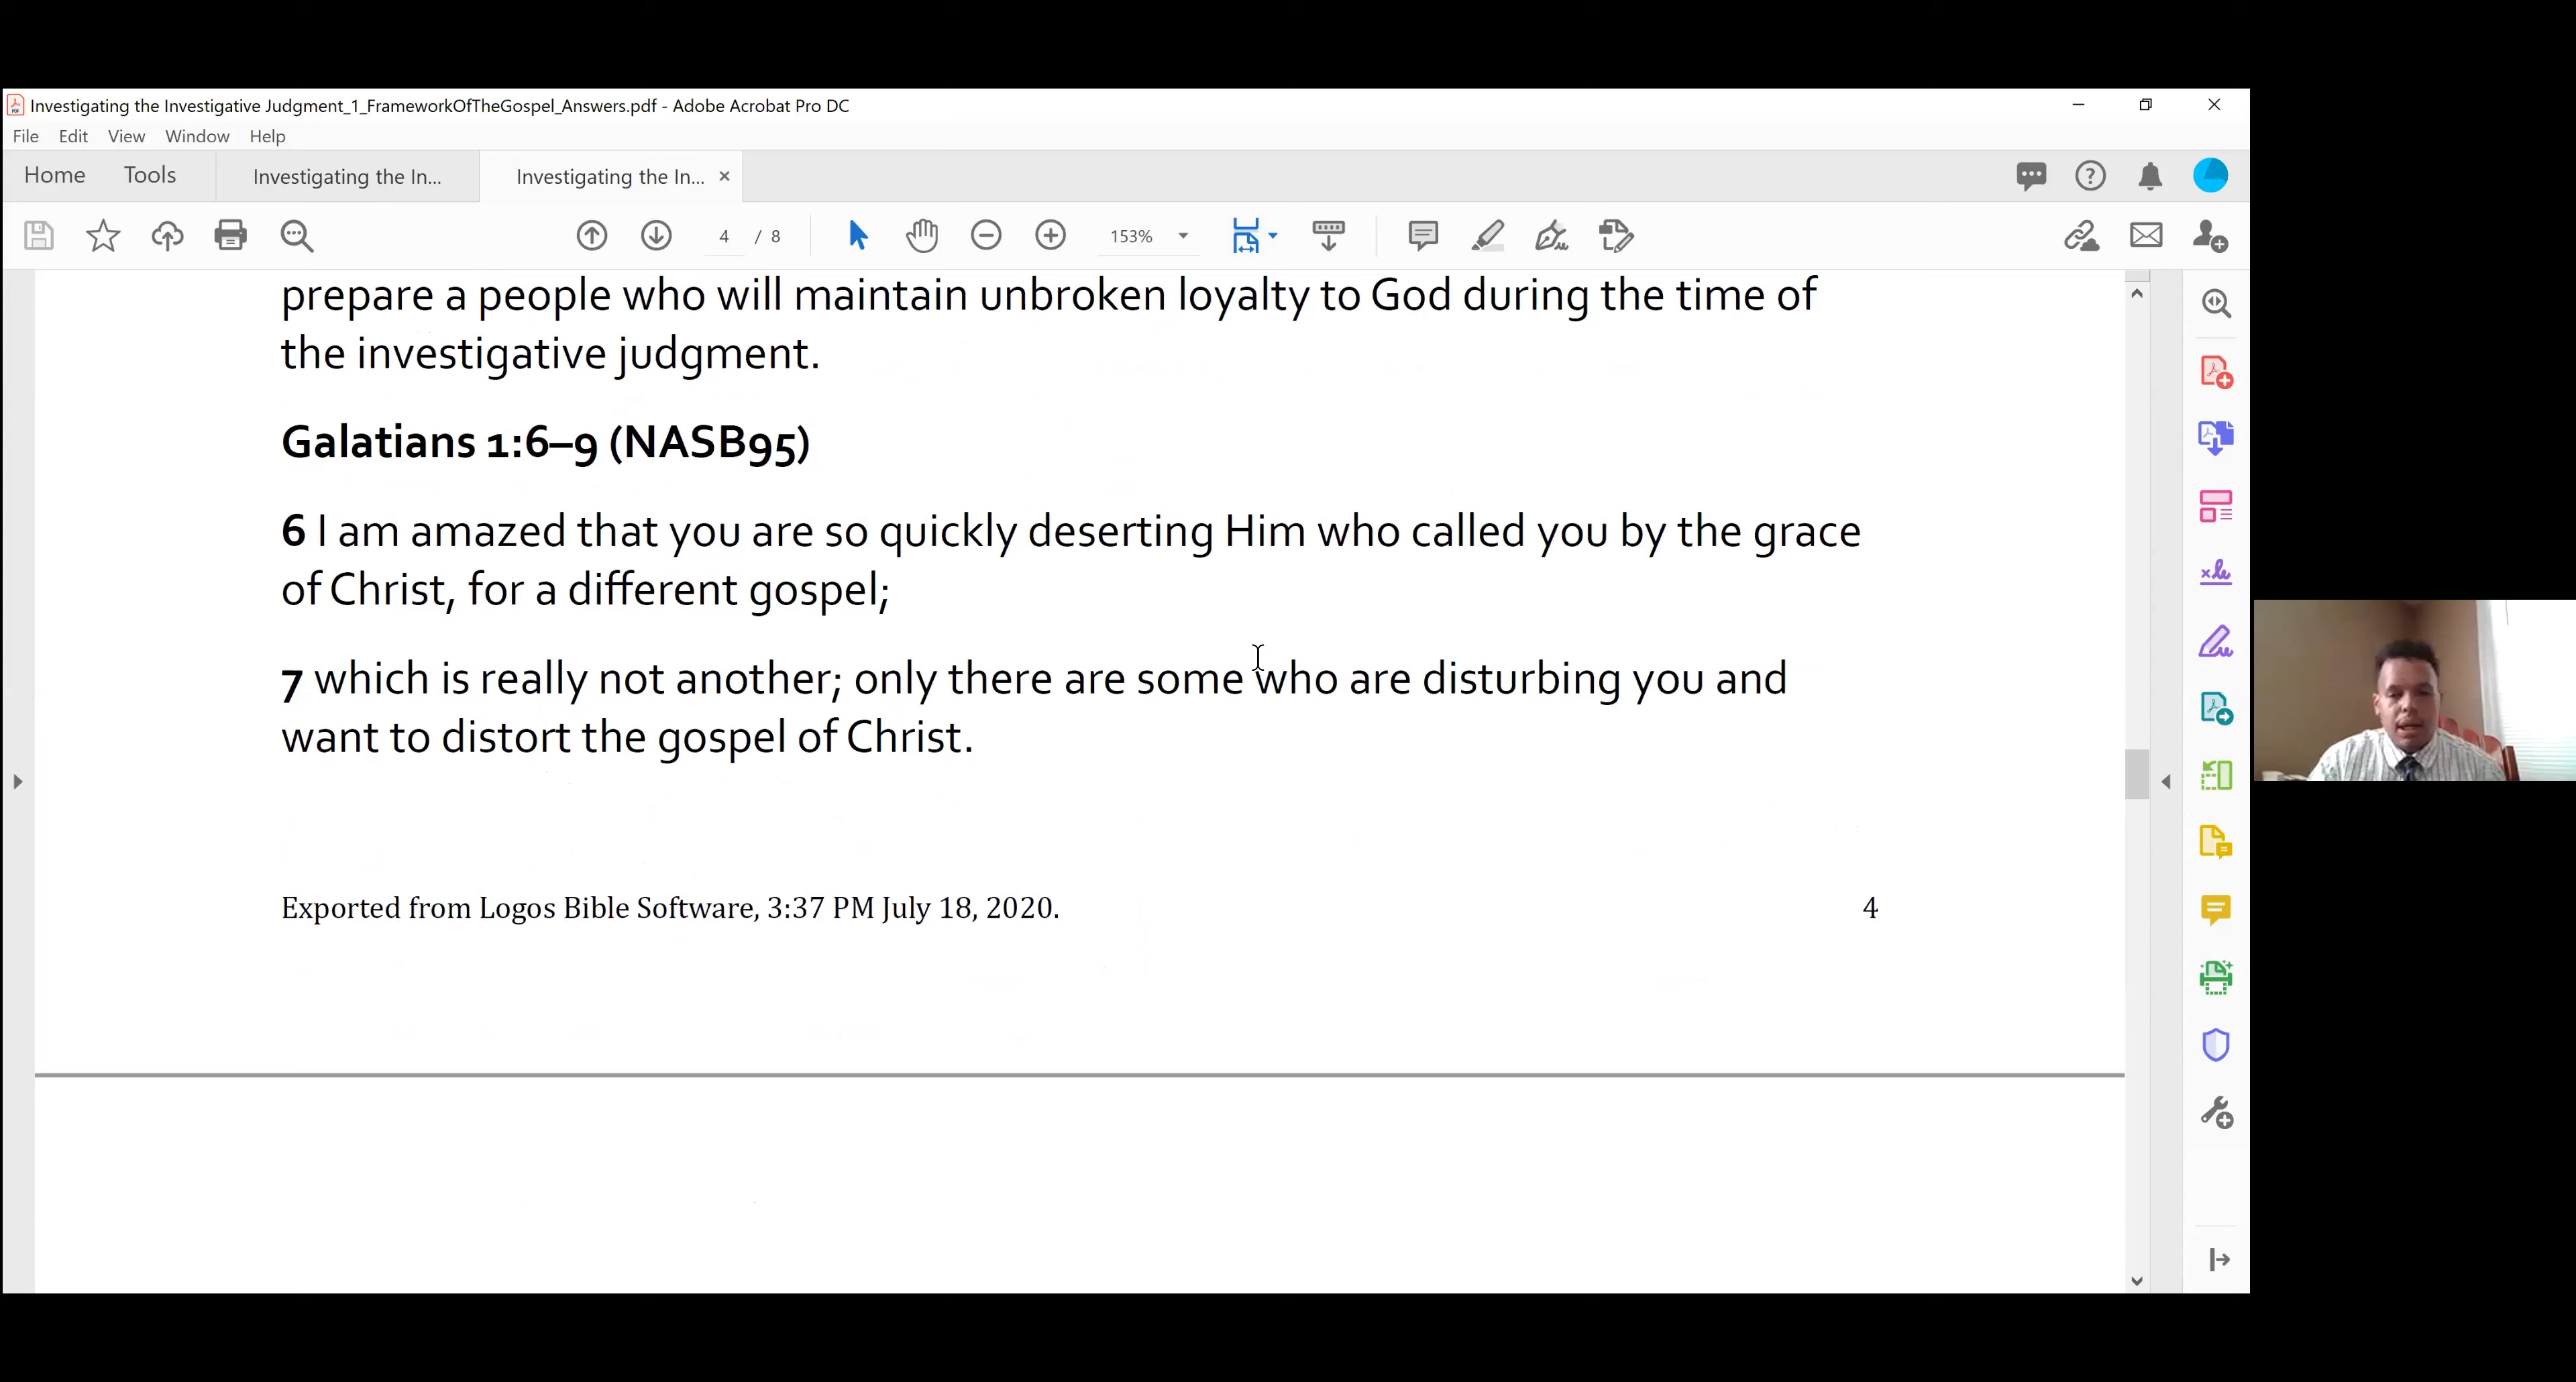 Investigating the Investigative Judgment_1_FrameworkOfTheGospel_Answers.pdf - Adobe Acrobat Pro DC
File Edit View Window Help
Home Tools Investigating the In... Investigating the In...
4 / 8 153%
prepare a people who will maintain unbroken loyalty to God during the time of
the investigative judgment.
Galatians 1:6–9 (NASB95)
6 I am amazed that you are so quickly deserting Him who called you by the grace
of Christ, for a different gospel;
7 which is really not another; only there are some who are disturbing you and
want to distort the gospel of Christ.
Exported from Logos Bible Software, 3:37 PM July 18, 2020. 4